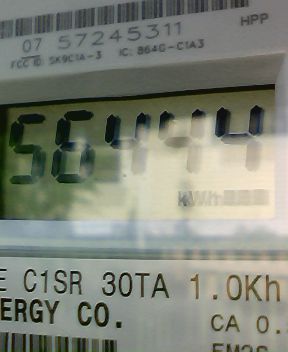 07 57245311
HPP
FCC ID: SK9C1A-3 IC: 864G-C1A3
56444
kWh
E C1SR 30TA 1.0Kh
ERGY CO.
CA 0.